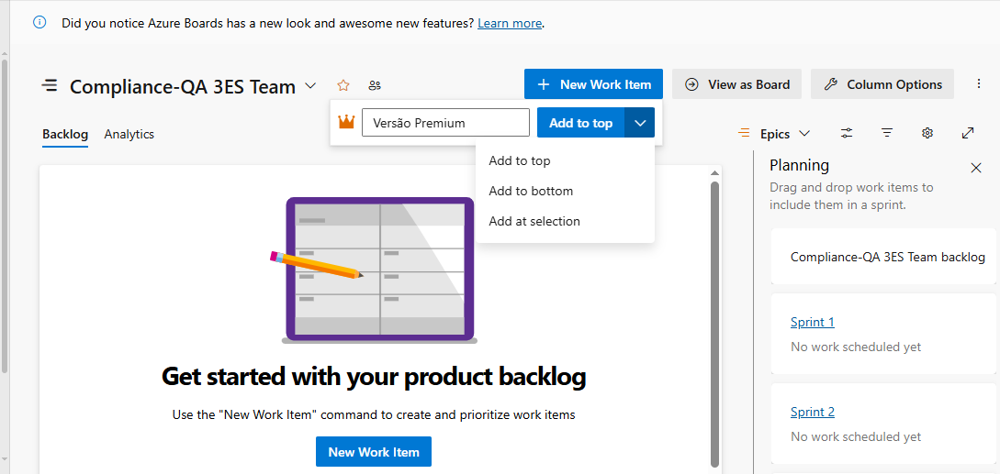 Did you notice Azure Boards has a new look and awesome new features? Learn more.
Compliance-QA 3ES Team
New Work Item
View as Board
Column Options
Versão Premium
Add to top
Backlog
Analytics
Epics
Add to top
Add to bottom
Add at selection
Planning
Drag and drop work items to
include them in a sprint.
Compliance-QA 3ES Team backlog
Sprint 1
No work scheduled yet
Sprint 2
No work scheduled yet
Get started with your product backlog
Use the "New Work Item" command to create and prioritize work items
New Work Item